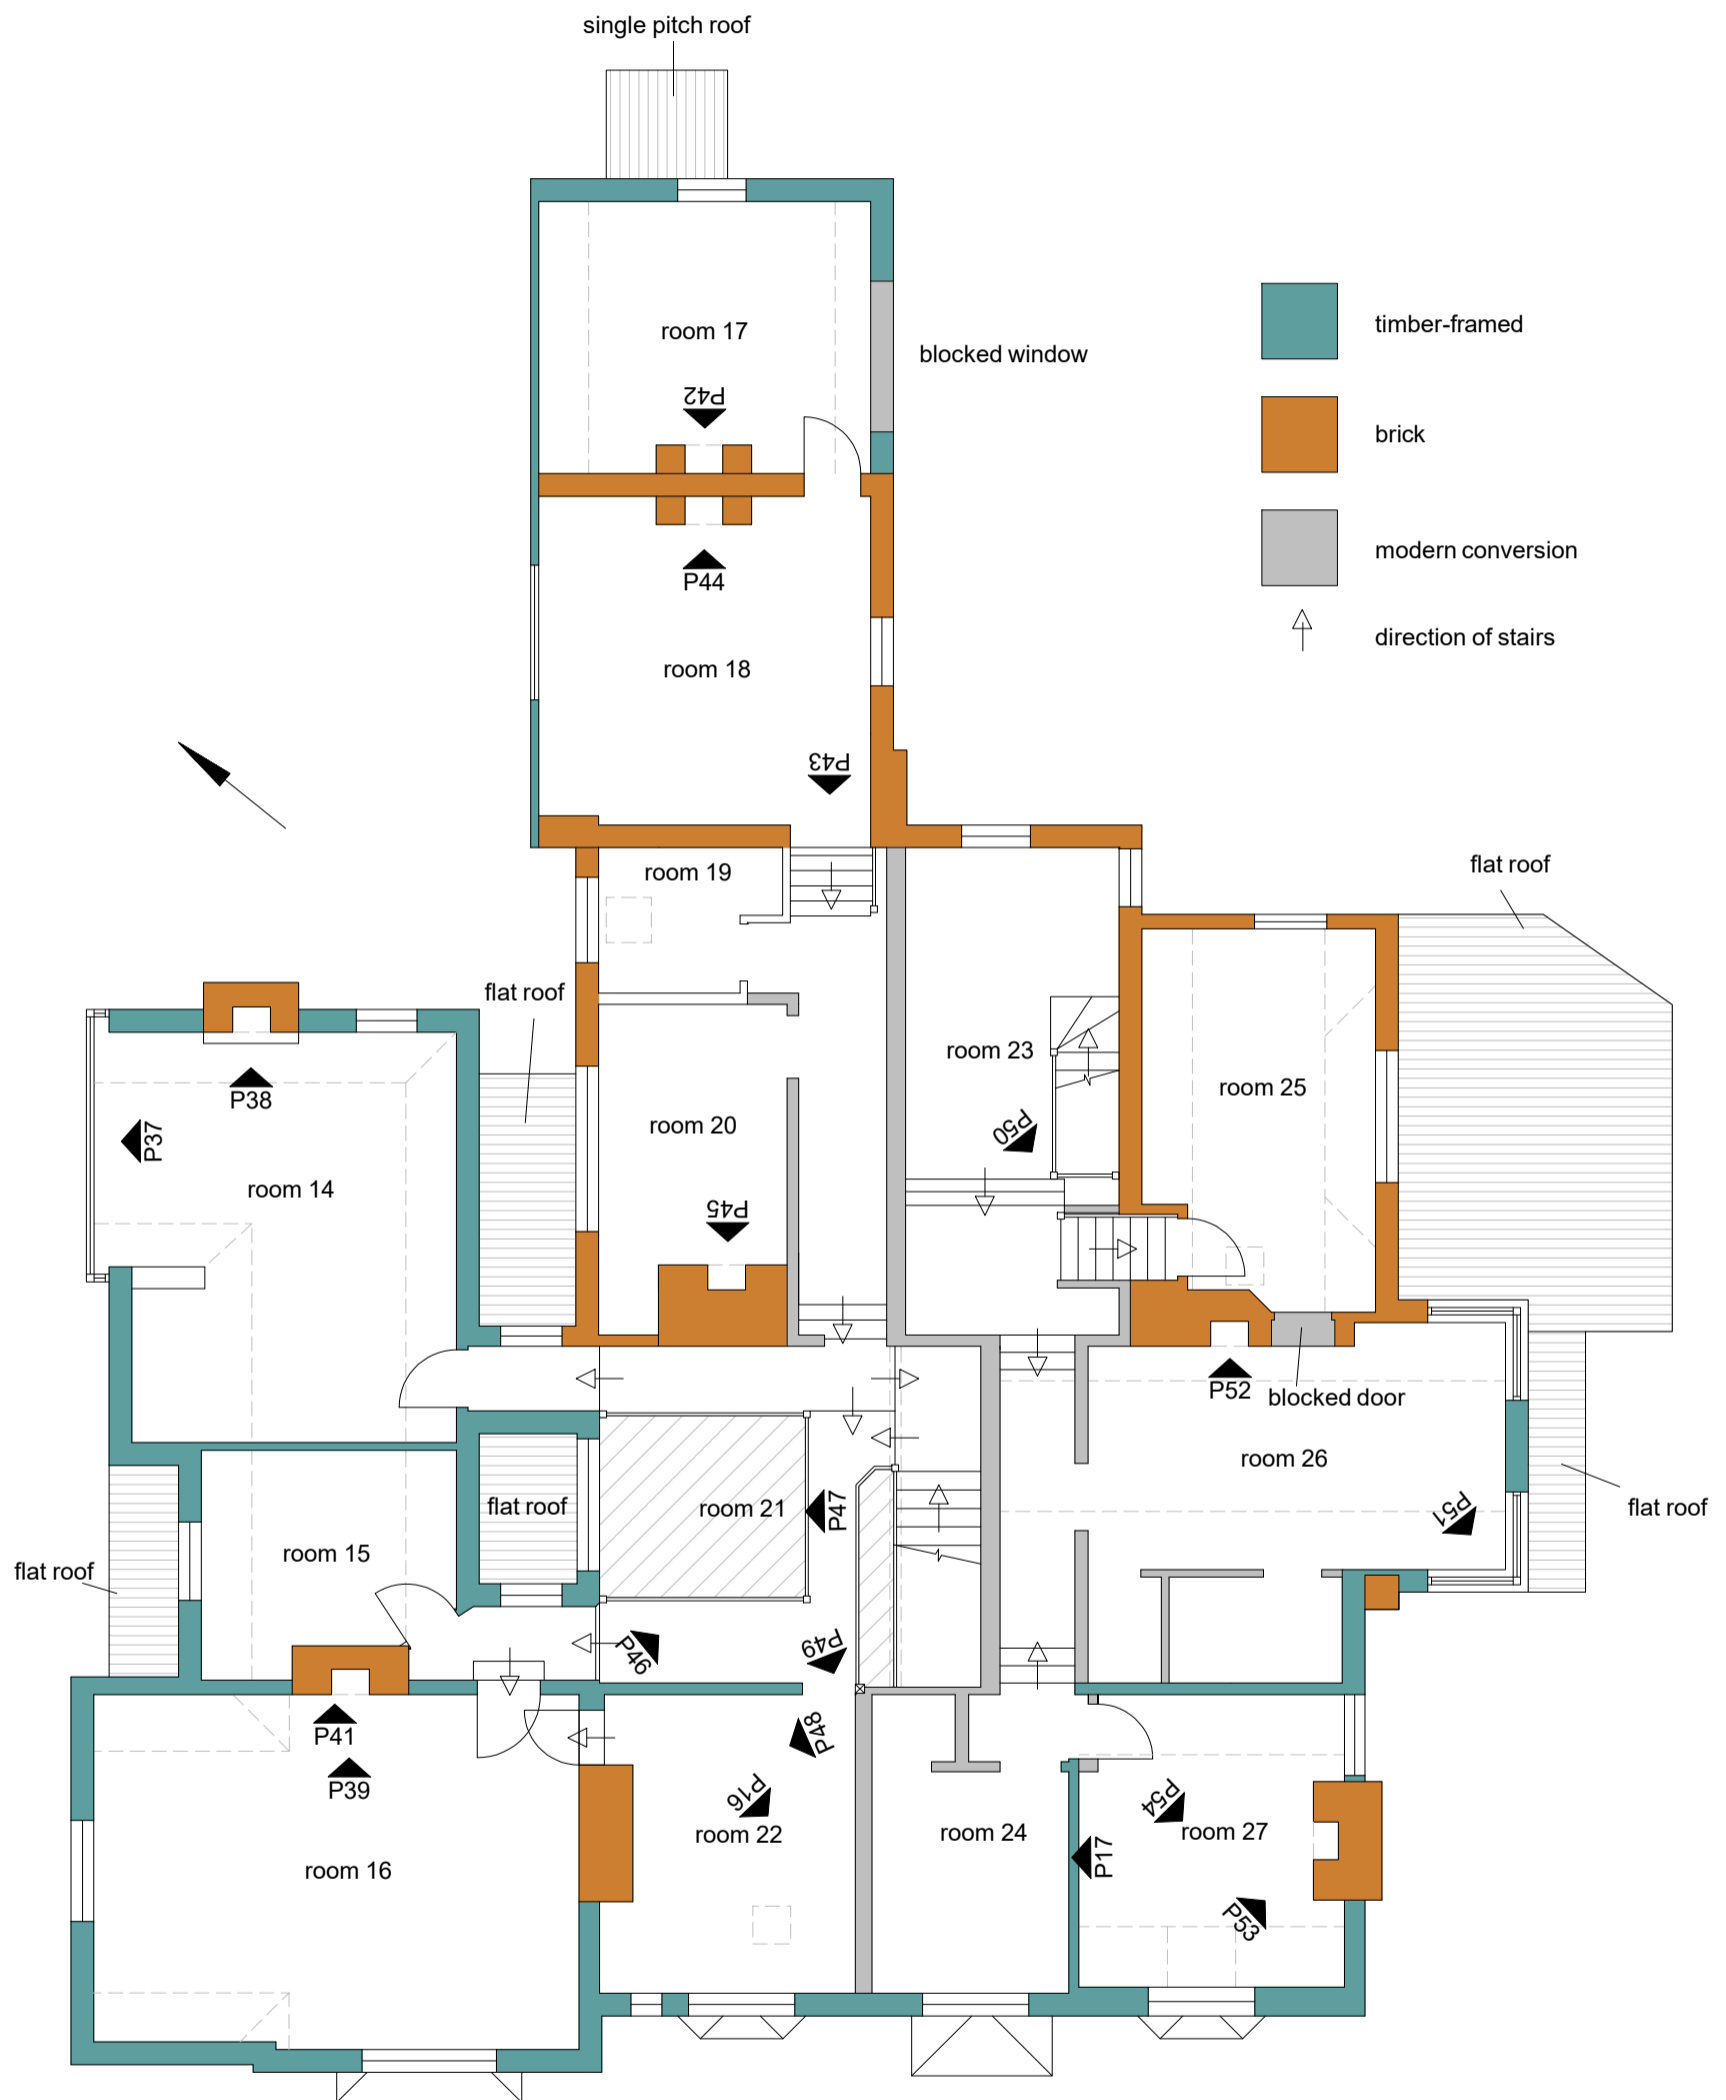 single pitch roof
room 17
blocked window
timber-framed
P42
brick
modern conversion
P44
direction of stairs
room 18
P43
room 19
flat roof
flat roof
room 23
room 25
P38
P37
room 20
P50
room 14
P45
P52
blocked door
room 26
flat roof
room 21
P47
P51
flat roof
room 15
flat roof
P46
P49
P41
P48
P39
P16
room 22
room 24
P54
room 27
P17
room 16
P53